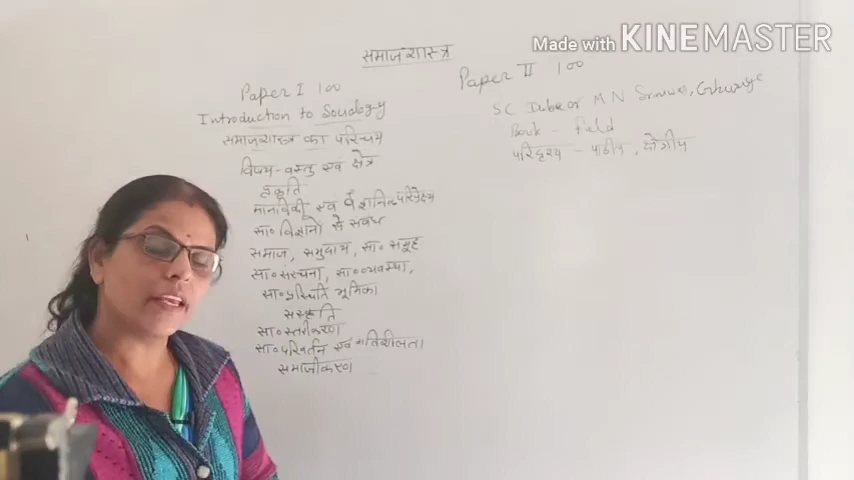 Made with KINEMASTER
समाजशास्त्र
Paper I 100
Introduction to Sociology
समाजशास्त्र का परिचय
विषय-वस्तु एवं क्षेत्र
प्रकृति
मानविकी एवं वैज्ञानिक परिप्रेक्ष्य
सा० विज्ञानों से संबंध
समाज, समुदाय, सा० समूह
सा० संरचना, सा० व्यवस्था,
सा० प्रस्थिति भूमिका
संस्कृति
सा० स्तरीकरण
सा० परिवर्तन एवं गतिशीलता
समाजीकरण
Paper II 100
SC Dube MN Ghurye
Book - field
परिदृश्य - पाठीय, क्षेत्रीय